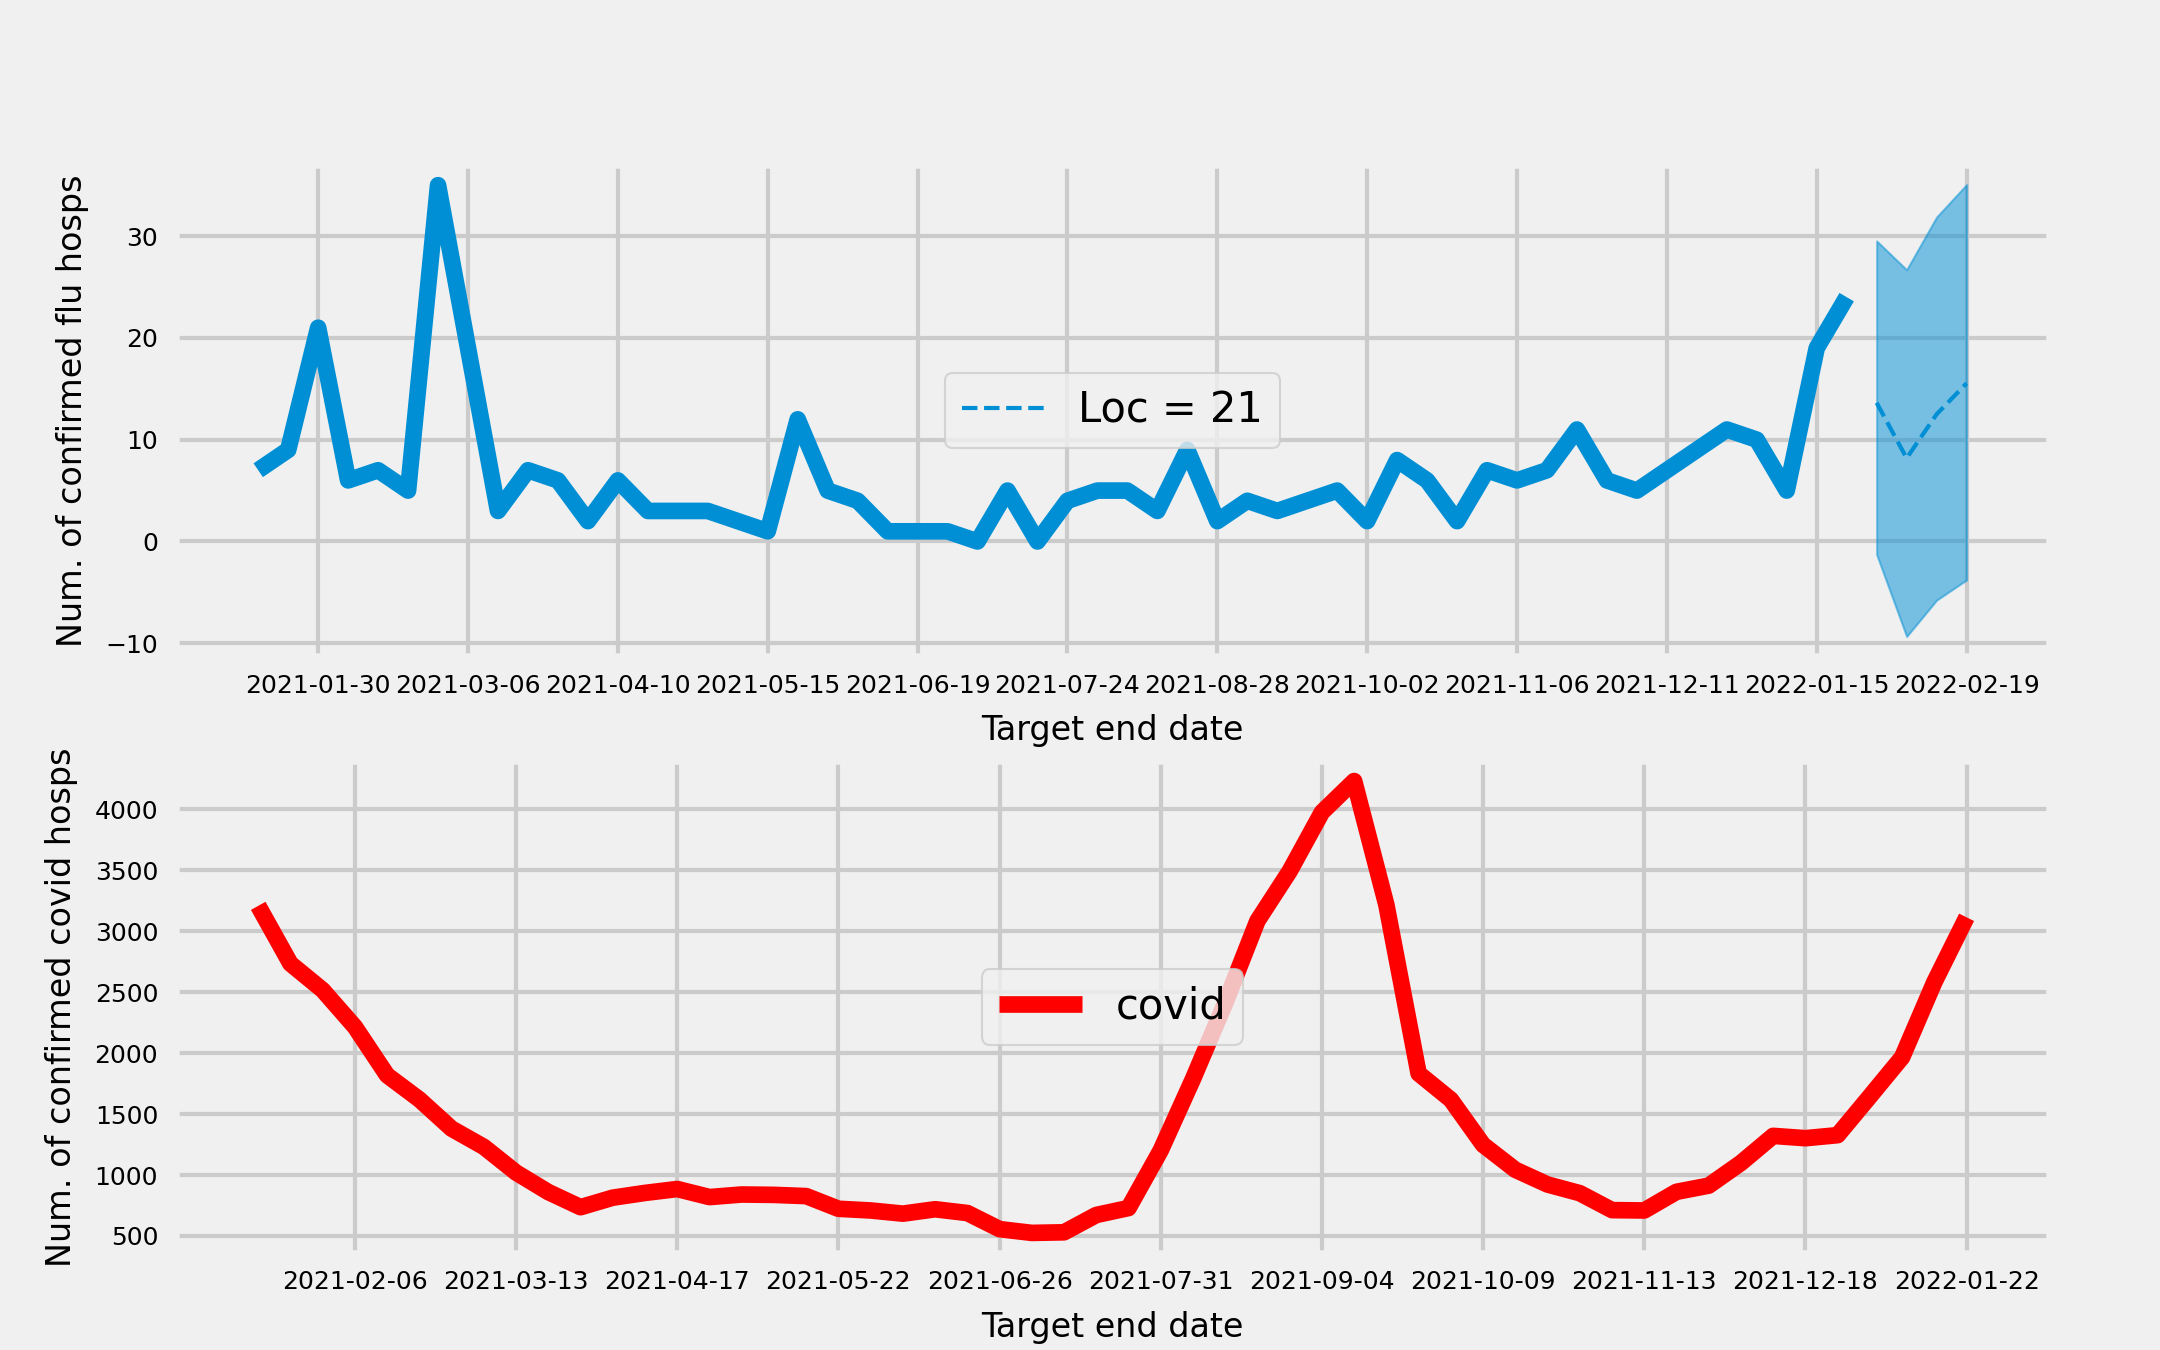 Num. of confirmed flu hosps
30
20
10
0
−10
Loc = 21
2021-01-30 2021-03-06 2021-04-10 2021-05-15 2021-06-19 2021-07-24 2021-08-28 2021-10-02 2021-11-06 2021-12-11 2022-01-15 2022-02-19
Target end date
Num. of confirmed covid hosps
4000
3500
3000
2500
2000
1500
1000
500
covid
2021-02-06 2021-03-13 2021-04-17 2021-05-22 2021-06-26 2021-07-31 2021-09-04 2021-10-09 2021-11-13 2021-12-18 2022-01-22
Target end date